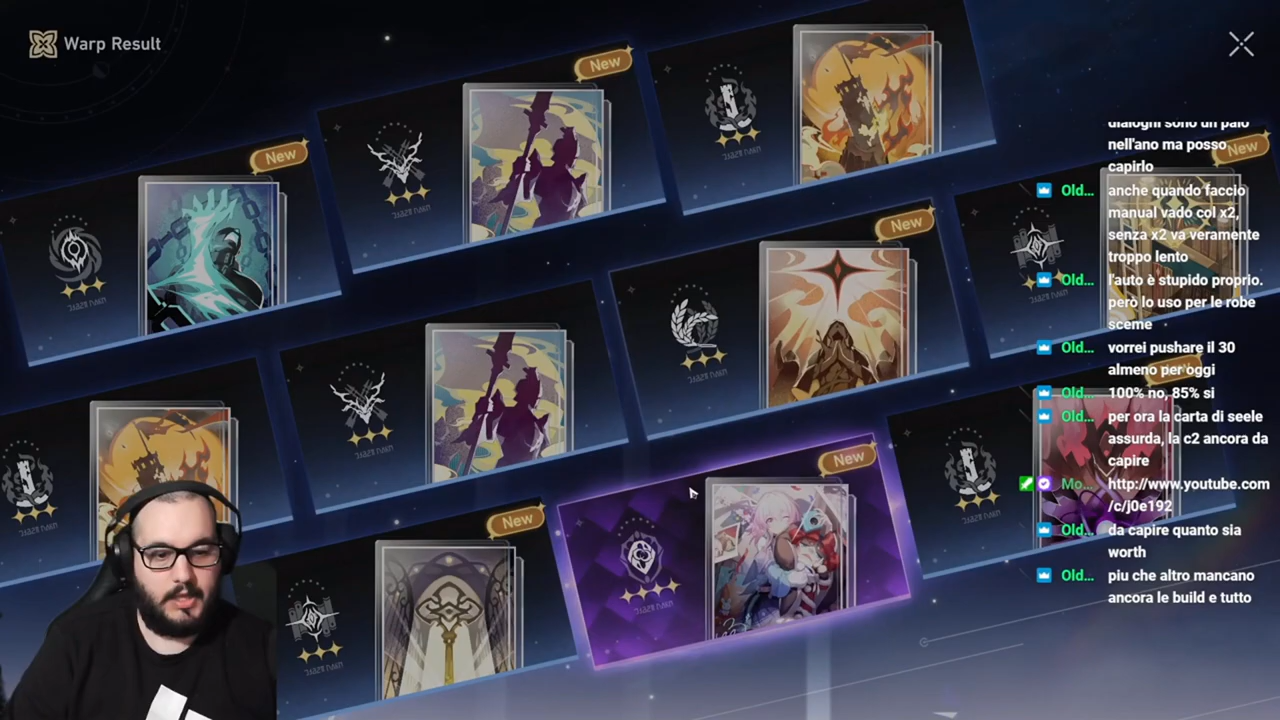 Warp Result
New
New
New
New
New
New
dialoghi sono un palo
nell'ano ma posso
capirlo
Old... anche quando faccio
manual vado col x2,
senza x2 va veramente
troppo lento
Old... l'auto è stupido proprio.
però lo uso per le robe
sceme
Old... vorrei pushare il 30
almeno per oggi
Old... 100% no, 85% si
Old... per ora la carta di seele
assurda, la c2 ancora da
capire
Mo... http://www.youtube.com
/c/j0e192
Old... da capire quanto sia
worth
Old... piu che altro mancano
ancora le build e tutto